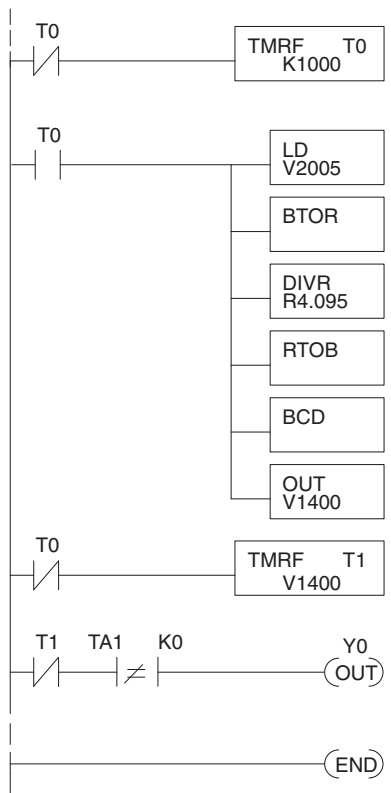 T0
TMRF T0
K1000
T0
LD
V2005
BTOR
DIVR
R4.095
RTOB
BCD
OUT
V1400
T0
TMRF T1
V1400
T1 TA1 K0 Y0
≠ OUT
END